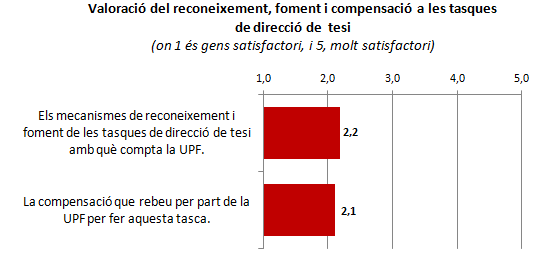 Valoració del reconeixement, foment i compensació a les tasques
de direcció de tesi
(on 1 és gens satisfactori, i 5, molt satisfactori)
1,0 2,0 3,0 4,0 5,0
Els mecanismes de reconeixement i
foment de les tasques de direcció de tesi
amb què compta la UPF.
2,2
La compensació que rebeu per part de la
UPF per fer aquesta tasca.
2,1